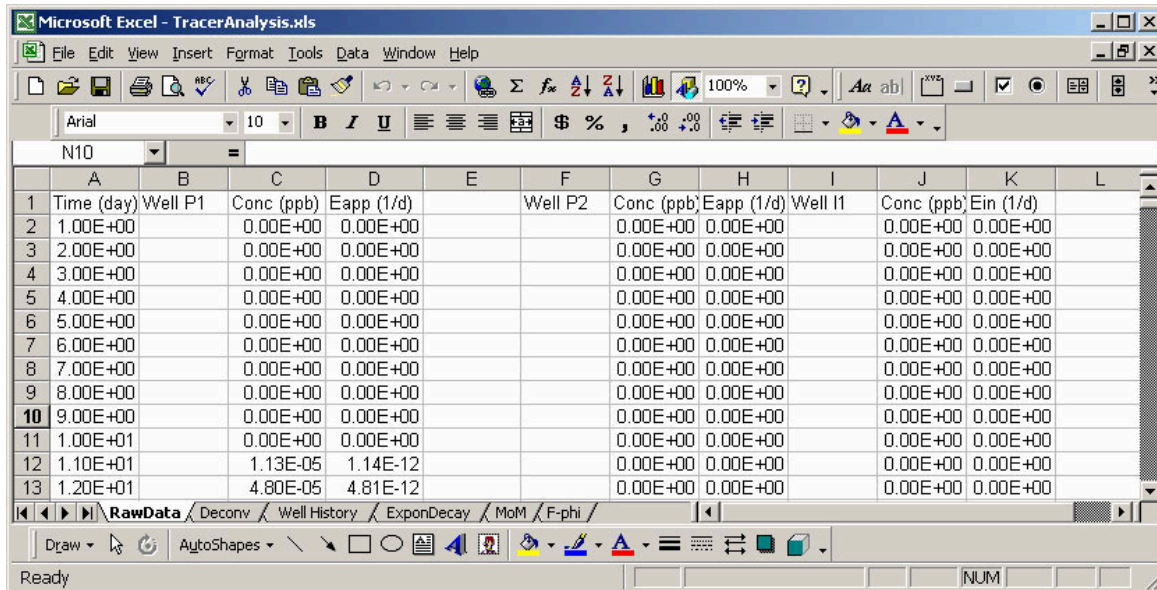 Microsoft Excel - TracerAnalysis.xls
File Edit View Insert Format Tools Data Window Help
ABC Σ fx A Z Z A 100% ? Aa ab| XYZ
Arial 10 B I U $ % , .00 A
N10 =
A B C D E F G H I J K L
1 Time (day) Well P1 Conc (ppb) Eapp (1/d) Well P2 Conc (ppb) Eapp (1/d) Well I1 Conc (ppb) Ein (1/d)
2 1.00E+00 0.00E+00 0.00E+00 0.00E+00 0.00E+00 0.00E+00 0.00E+00
3 2.00E+00 0.00E+00 0.00E+00 0.00E+00 0.00E+00 0.00E+00 0.00E+00
4 3.00E+00 0.00E+00 0.00E+00 0.00E+00 0.00E+00 0.00E+00 0.00E+00
5 4.00E+00 0.00E+00 0.00E+00 0.00E+00 0.00E+00 0.00E+00 0.00E+00
6 5.00E+00 0.00E+00 0.00E+00 0.00E+00 0.00E+00 0.00E+00 0.00E+00
7 6.00E+00 0.00E+00 0.00E+00 0.00E+00 0.00E+00 0.00E+00 0.00E+00
8 7.00E+00 0.00E+00 0.00E+00 0.00E+00 0.00E+00 0.00E+00 0.00E+00
9 8.00E+00 0.00E+00 0.00E+00 0.00E+00 0.00E+00 0.00E+00 0.00E+00
10 9.00E+00 0.00E+00 0.00E+00 0.00E+00 0.00E+00 0.00E+00 0.00E+00
11 1.00E+01 0.00E+00 0.00E+00 0.00E+00 0.00E+00 0.00E+00 0.00E+00
12 1.10E+01 1.13E-05 1.14E-12 0.00E+00 0.00E+00 0.00E+00 0.00E+00
13 1.20E+01 4.80E-05 4.81E-12 0.00E+00 0.00E+00 0.00E+00 0.00E+00
RawData / Deconv / Well History / ExponDecay / MoM / F-phi /
Draw AutoShapes A
Ready NUM